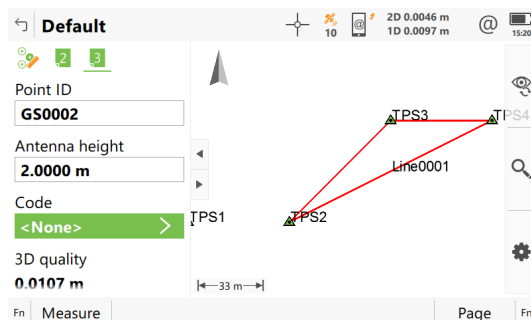 Default
10
@
2D 0.0046 m
1D 0.0097 m
@
15:20
2
3
Point ID
GS0002
Antenna height
2.0000 m
Code
<None>
3D quality
0.0107 m
TPS3
TPS4
Line0001
TPS1
TPS2
33 m
Fn
Measure
Page
Fn